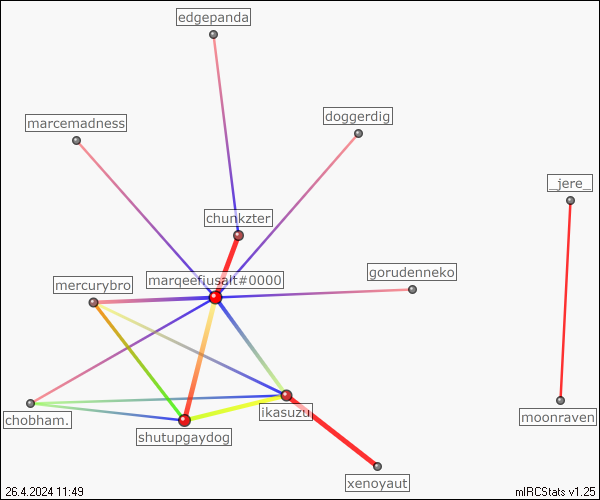 edgepanda
doggerdig
marcemadness
_jere_
chunkzter
marqeefiusalt#0000
gorudenneko
mercurybro
chobham.
ikasuzu
moonraven
shutupgaydog
xenoyaut
26.4.2024 11:49
mIRCStats v1.25